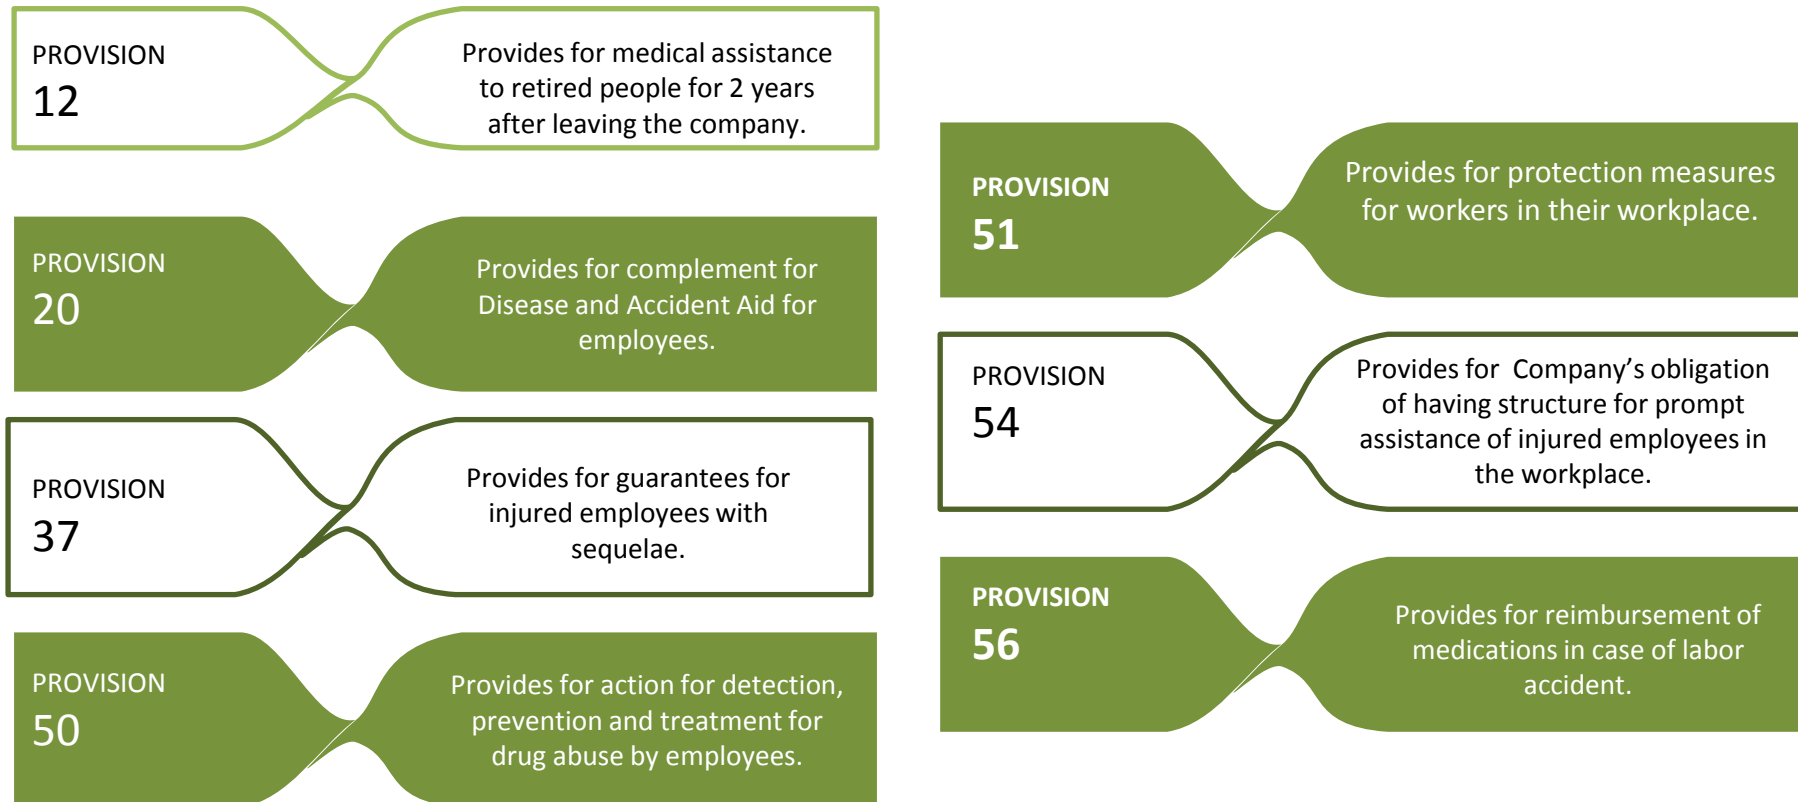 PROVISION
12
Provides for medical assistance
to retired people for 2 years
after leaving the company.
PROVISION
20
Provides for complement for
Disease and Accident Aid for
employees.
PROVISION
37
Provides for guarantees for
injured employees with
sequelae.
PROVISION
50
Provides for action for detection,
prevention and treatment for
drug abuse by employees.
PROVISION
51
Provides for protection measures
for workers in their workplace.
PROVISION
54
Provides for Company’s obligation
of having structure for prompt
assistance of injured employees in
the workplace.
PROVISION
56
Provides for reimbursement of
medications in case of labor
accident.